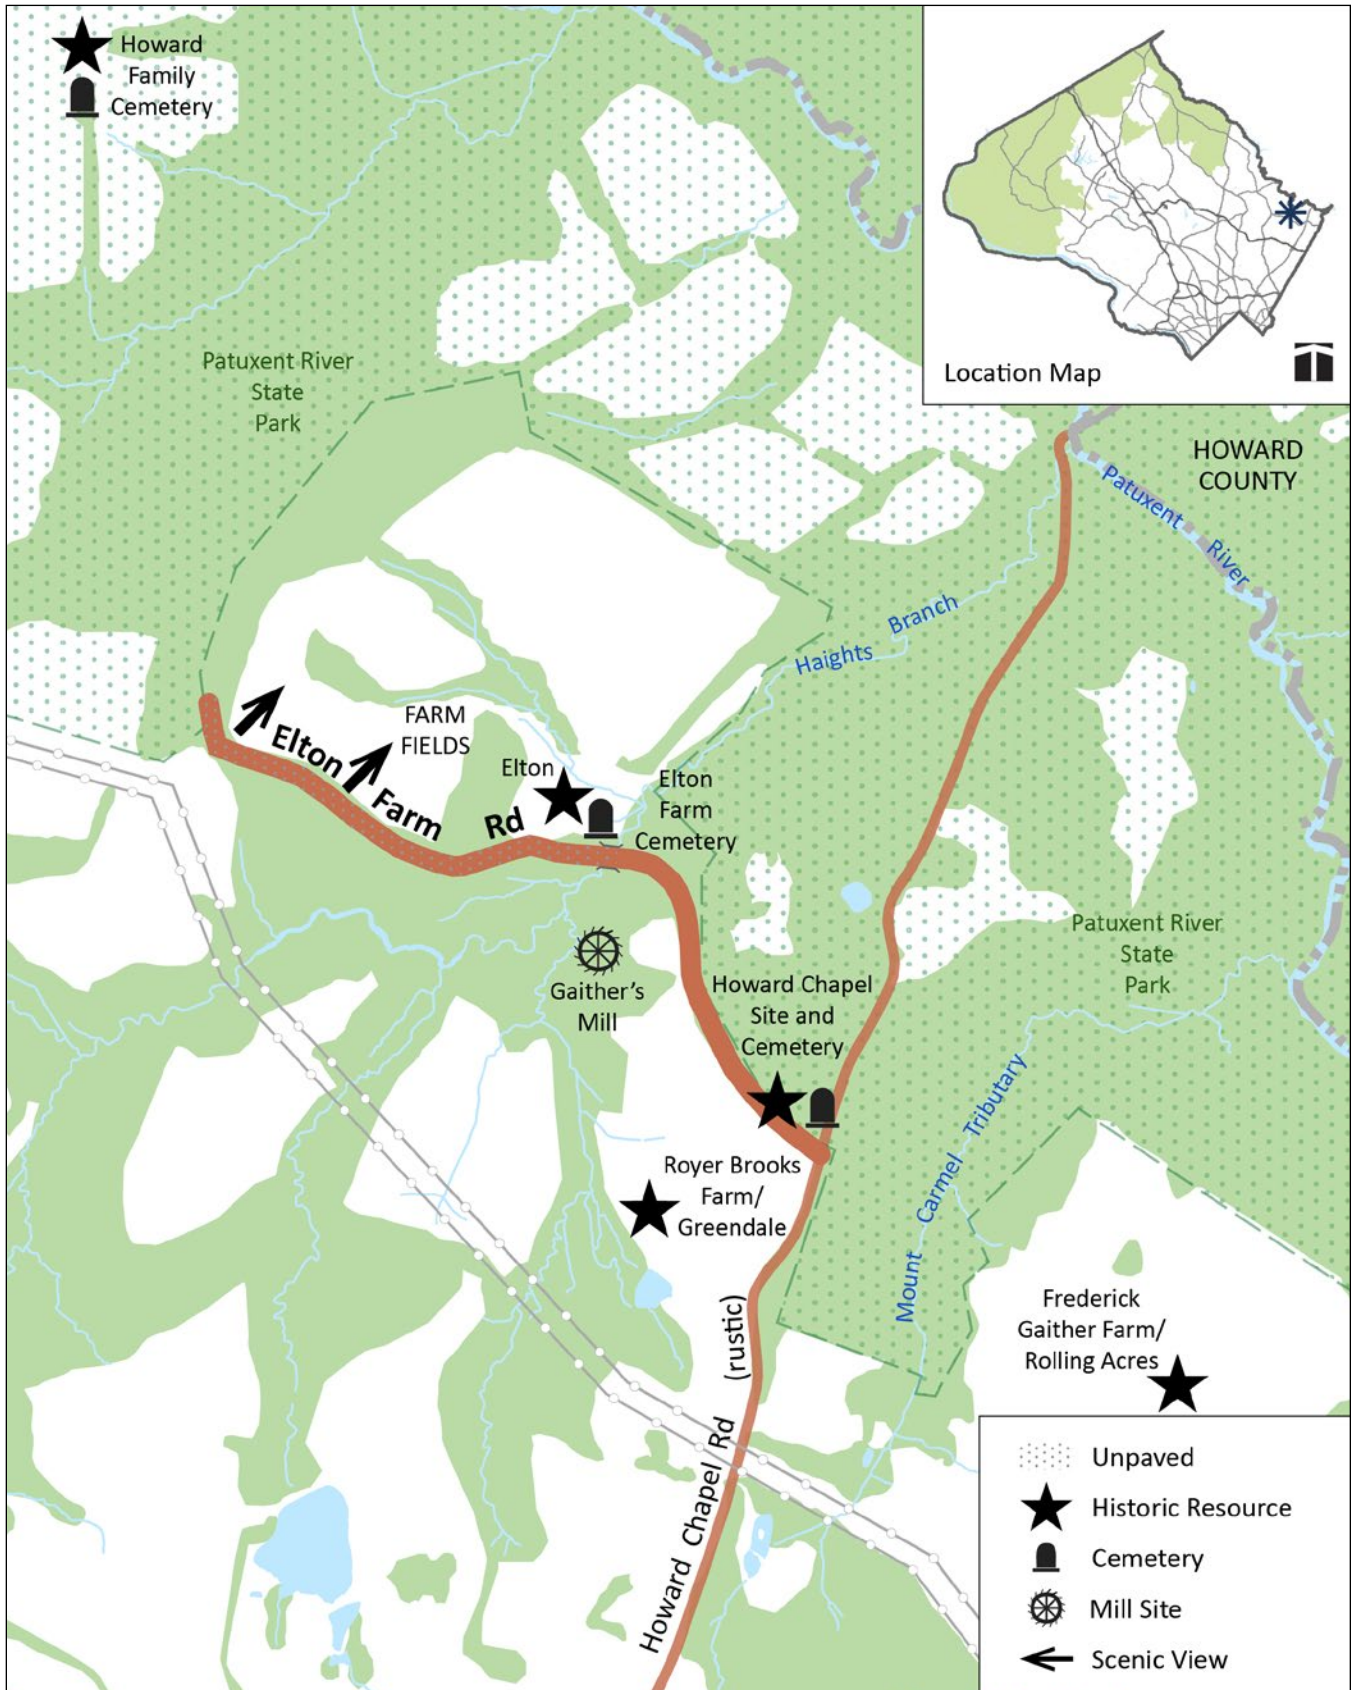 Howard
Family
Cemetery
Location Map
Patuxent River
State
Park
HOWARD
COUNTY
Patuxent River
Haights Branch
FARM
FIELDS
Elton Farm Rd
Elton
Elton
Farm
Cemetery
Patuxent River
State
Park
Gaither's
Mill
Howard Chapel
Site and
Cemetery
Mount Carmel Tributary
Royer Brooks
Farm/
Greendale
Frederick
Gaither Farm/
Rolling Acres
Howard Chapel Rd (rustic)
Unpaved
Historic Resource
Cemetery
Mill Site
Scenic View